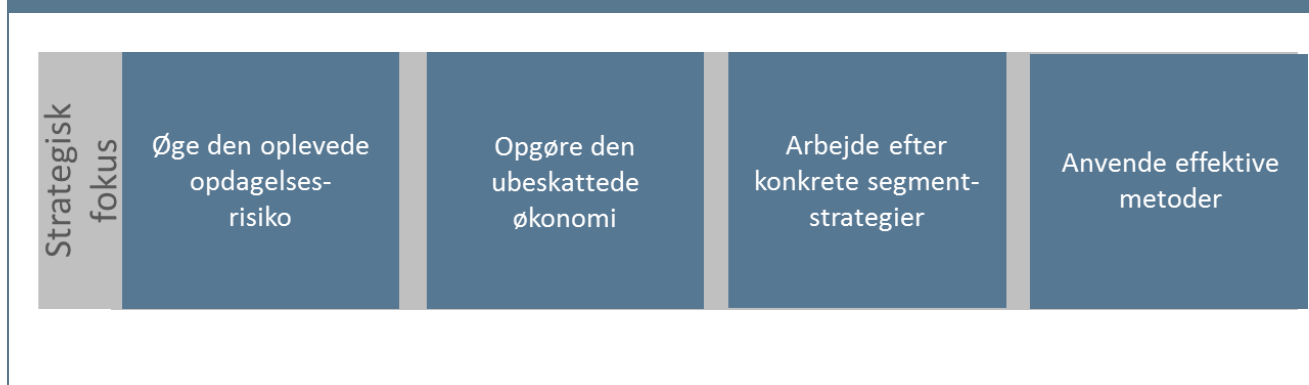 Strategisk
fokus
Øge den oplevede
opdagelses-
risiko
Opgøre den
ubeskattede
økonomi
Arbejde efter
konkrete segment-
strategier
Anvende effektive
metoder